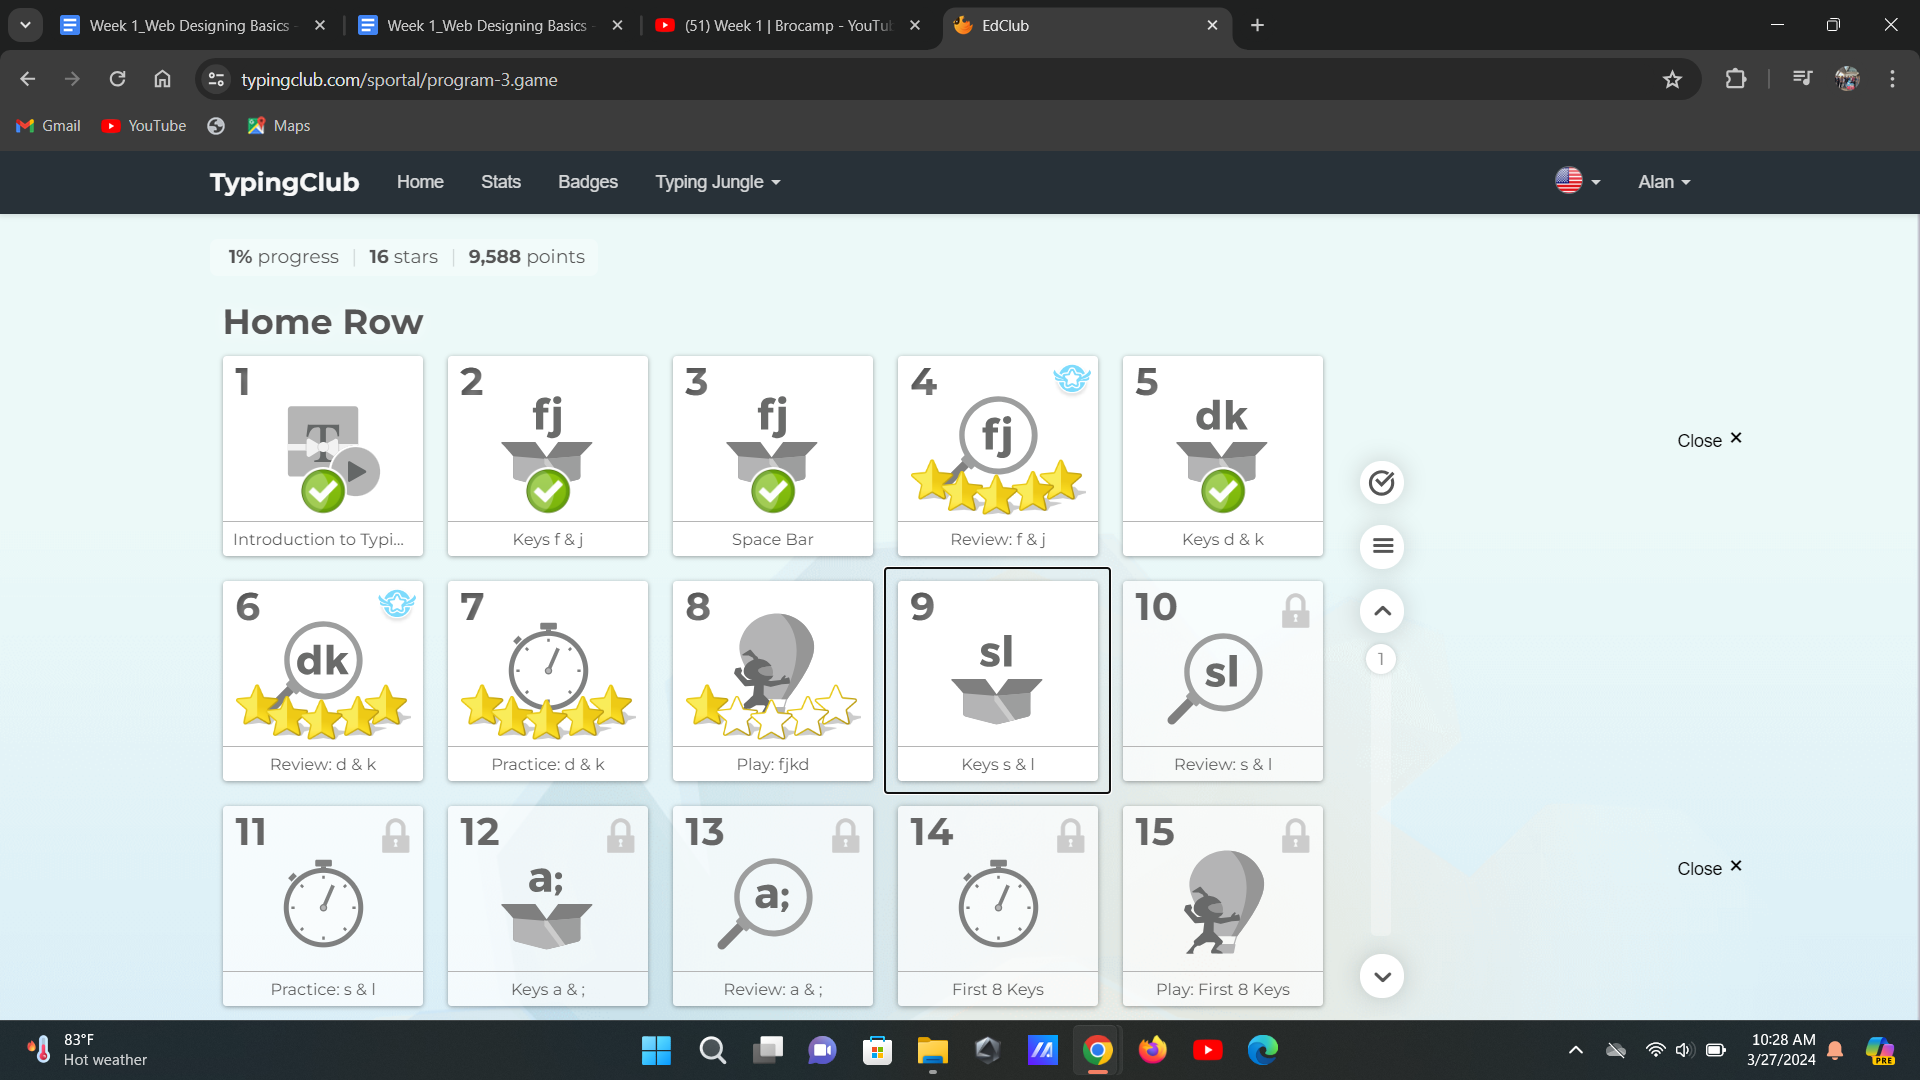 Week 1_Web Designing Basics -
Week 1_Web Designing Basics -
(51) Week 1 | Brocamp - YouTu
EdClub
typingclub.com/sportal/program-3.game
Gmail
YouTube
Maps
TypingClub
Home
Stats
Badges
Typing Jungle
Alan
1% progress
16 stars
9,588 points
Home Row
1
T
Introduction to Typi...
2
fj
Keys f & j
3
fj
Space Bar
4
fj
Review: f & j
5
dk
Keys d & k
6
dk
Review: d & k
7
Practice: d & k
8
Play: fjkd
9
sl
Keys s & l
10
sl
Review: s & l
11
Practice: s & l
12
a;
Keys a & ;
13
a;
Review: a & ;
14
First 8 Keys
15
Play: First 8 Keys
1
Close ×
Close ×
83°F
Hot weather
10:28 AM
3/27/2024
PRE